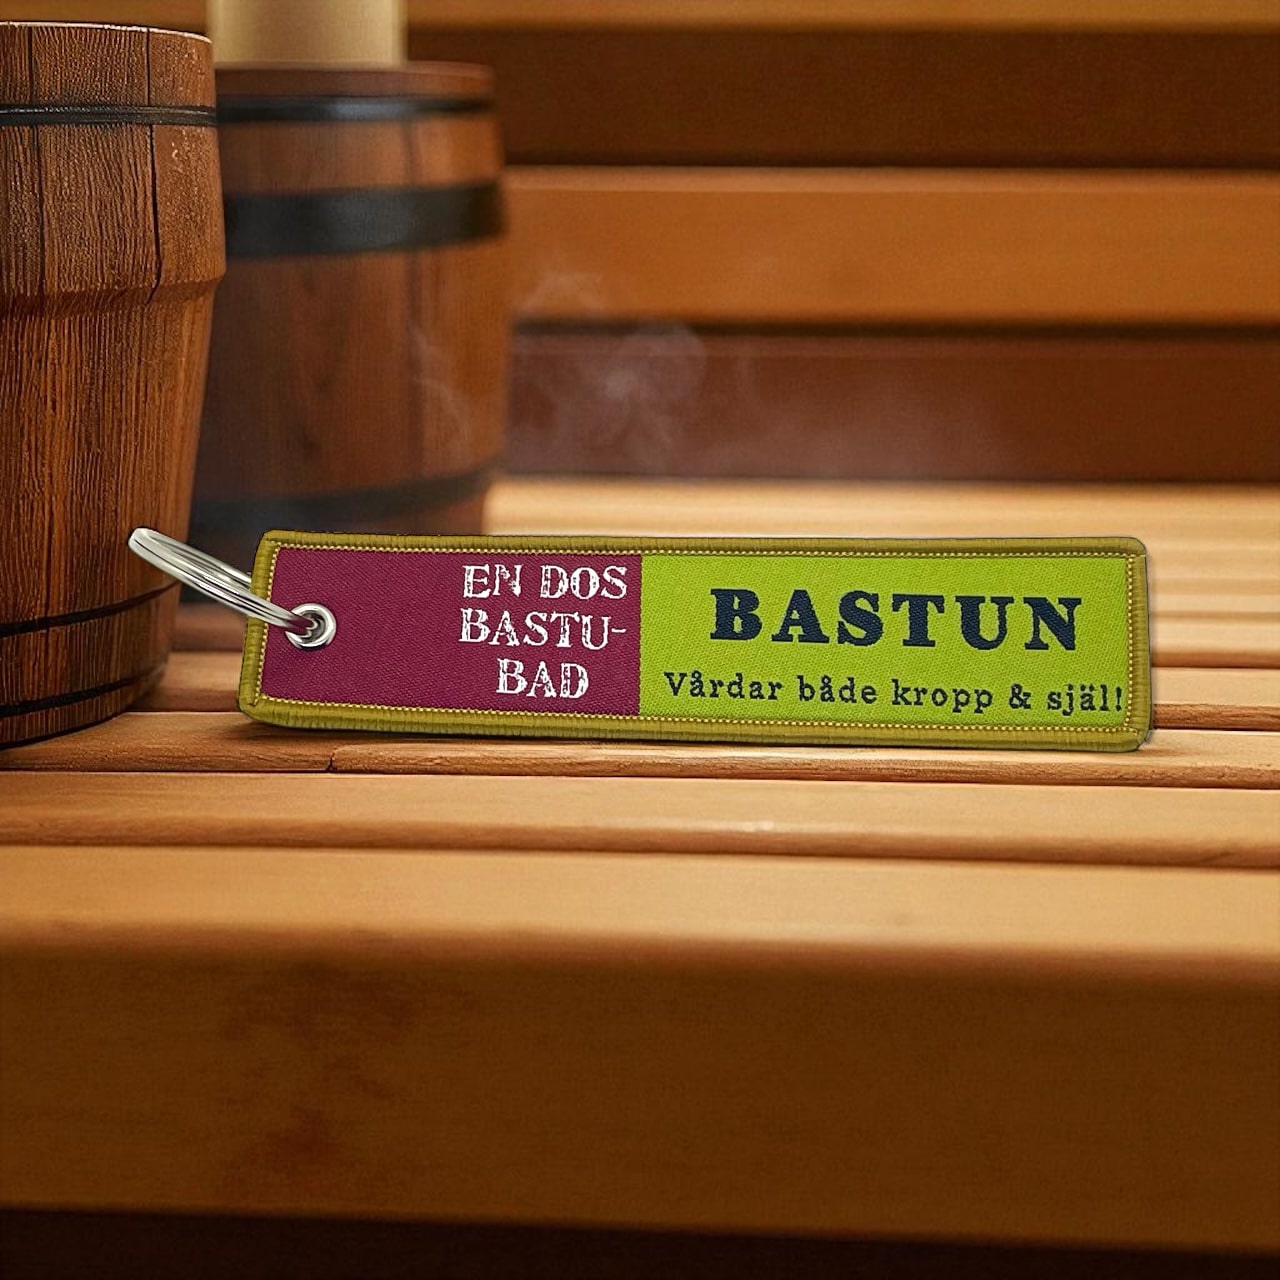 EN DOS
BASTU-
BAD
BASTUN
Vårdar både kropp & själ!